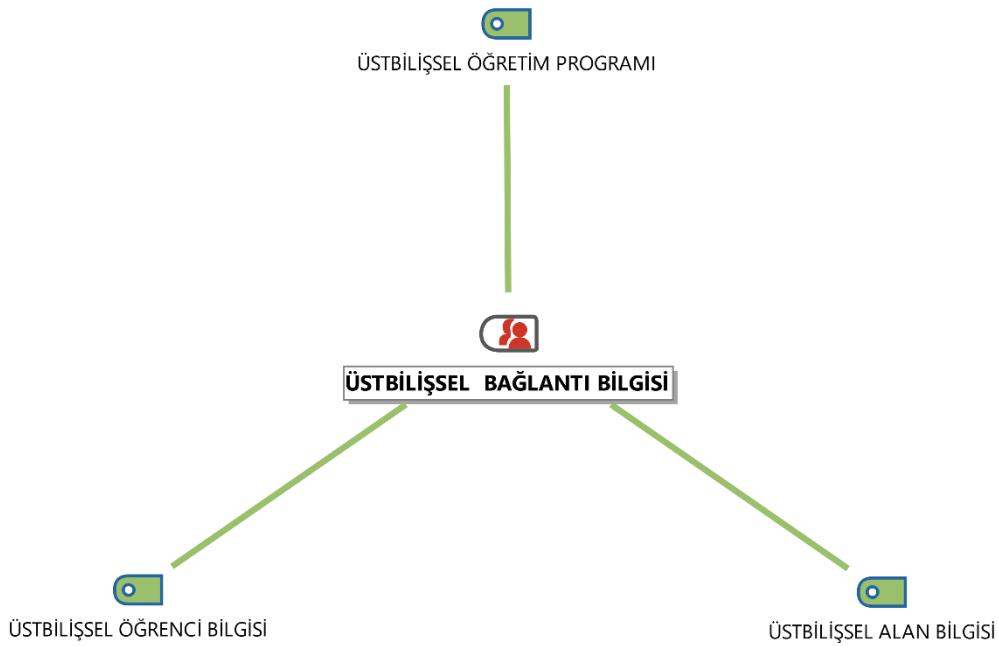 ÜSTBİLİŞSEL ÖĞRETİM PROGRAMI
ÜSTBİLİŞSEL  BAĞLANTI BİLGİSİ
ÜSTBİLİŞSEL ÖĞRENCİ BİLGİSİ
ÜSTBİLİŞSEL ALAN BİLGİSİ